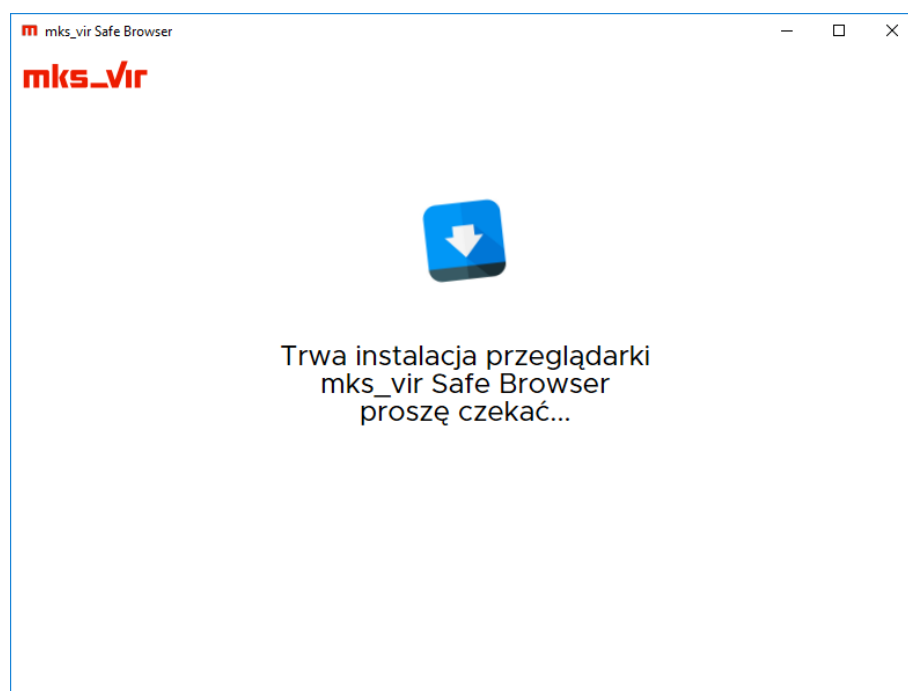 mks_vir Safe Browser
mks_vir
Trwa instalacja przeglądarki
mks_vir Safe Browser
proszę czekać...